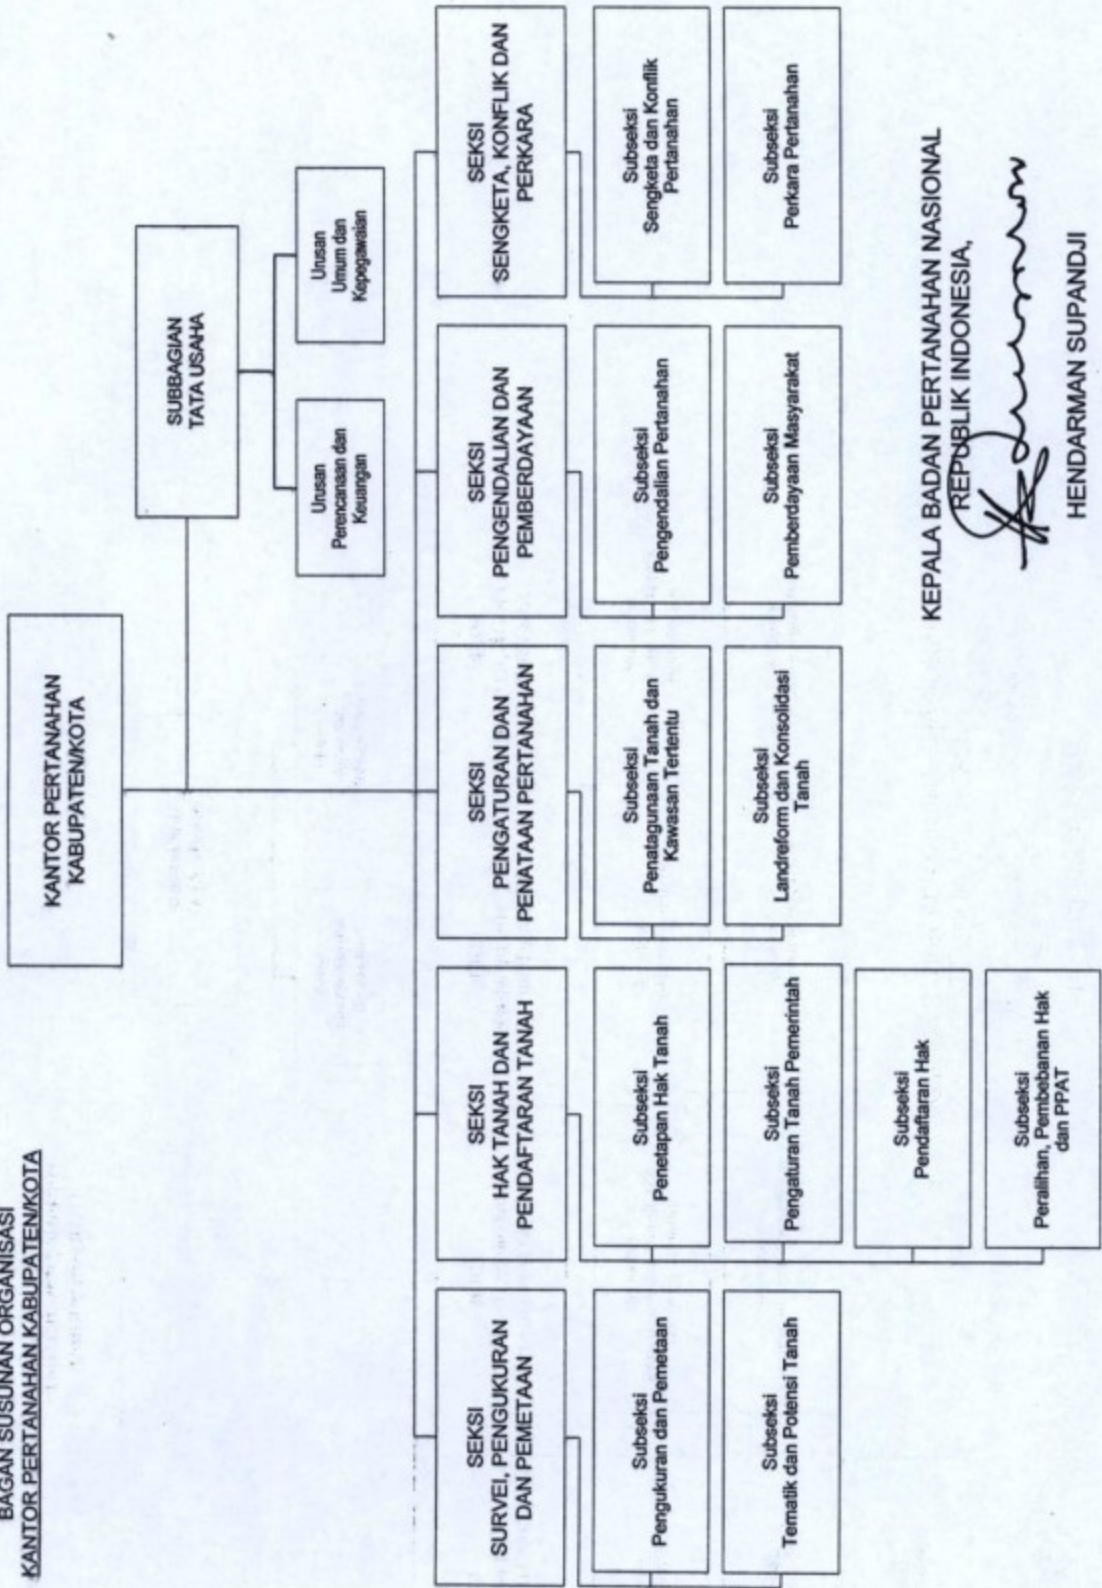 BAGAN SUSUNAN ORGANISASI
KANTOR PERTANAHAN KABUPATEN/KOTA
KANTOR PERTANAHAN
KABUPATEN/KOTA
SUBBAGIAN
TATA USAHA
Urusan
Perencanaan dan
Keuangan
Urusan
Umum dan
Kepegawaian
SEKSI
SURVEI, PENGUKURAN
DAN PEMETAAN
Subseksi
Pengukuran dan Pemetaan
Subseksi
Tematik dan Potensi Tanah
SEKSI
HAK TANAH DAN
PENDAFTARAN TANAH
Subseksi
Penetapan Hak Tanah
Subseksi
Pengaturan Tanah Pemerintah
Subseksi
Pendaftaran Hak
Subseksi
Peralihan, Pembebanan Hak
dan PPAT
SEKSI
PENGATURAN DAN
PENATAAN PERTANAHAN
Subseksi
Penatagunaan Tanah dan
Kawasan Tertentu
Subseksi
Landreform dan Konsolidasi
Tanah
SEKSI
PENGENDALIAN DAN
PEMBERDAYAAN
Subseksi
Pengendalian Pertanahan
Subseksi
Pemberdayaan Masyarakat
SEKSI
SENGKETA, KONFLIK DAN
PERKARA
Subseksi
Sengketa dan Konflik
Pertanahan
Subseksi
Perkara Pertanahan
KEPALA BADAN PERTANAHAN NASIONAL
REPUBLIK INDONESIA,
HENDARMAN SUPANDJI